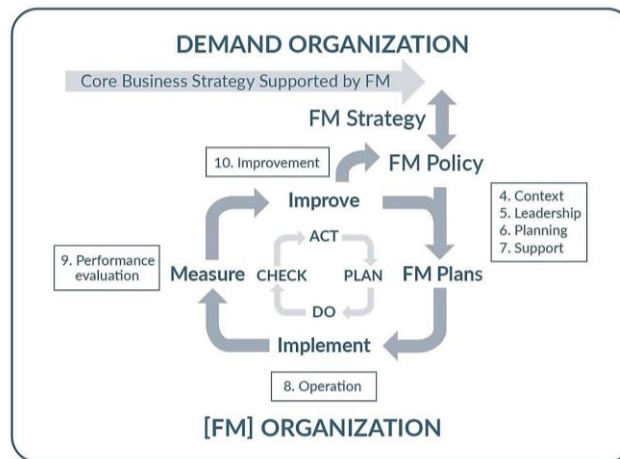 DEMAND ORGANIZATION
Core Business Strategy Supported by FM
FM Strategy
10. Improvement
FM Policy
Improve
4. Context
5. Leadership
6. Planning
7. Support
ACT
9. Performance
evaluation
Measure
CHECK
PLAN
FM Plans
DO
Implement
8. Operation
[FM] ORGANIZATION